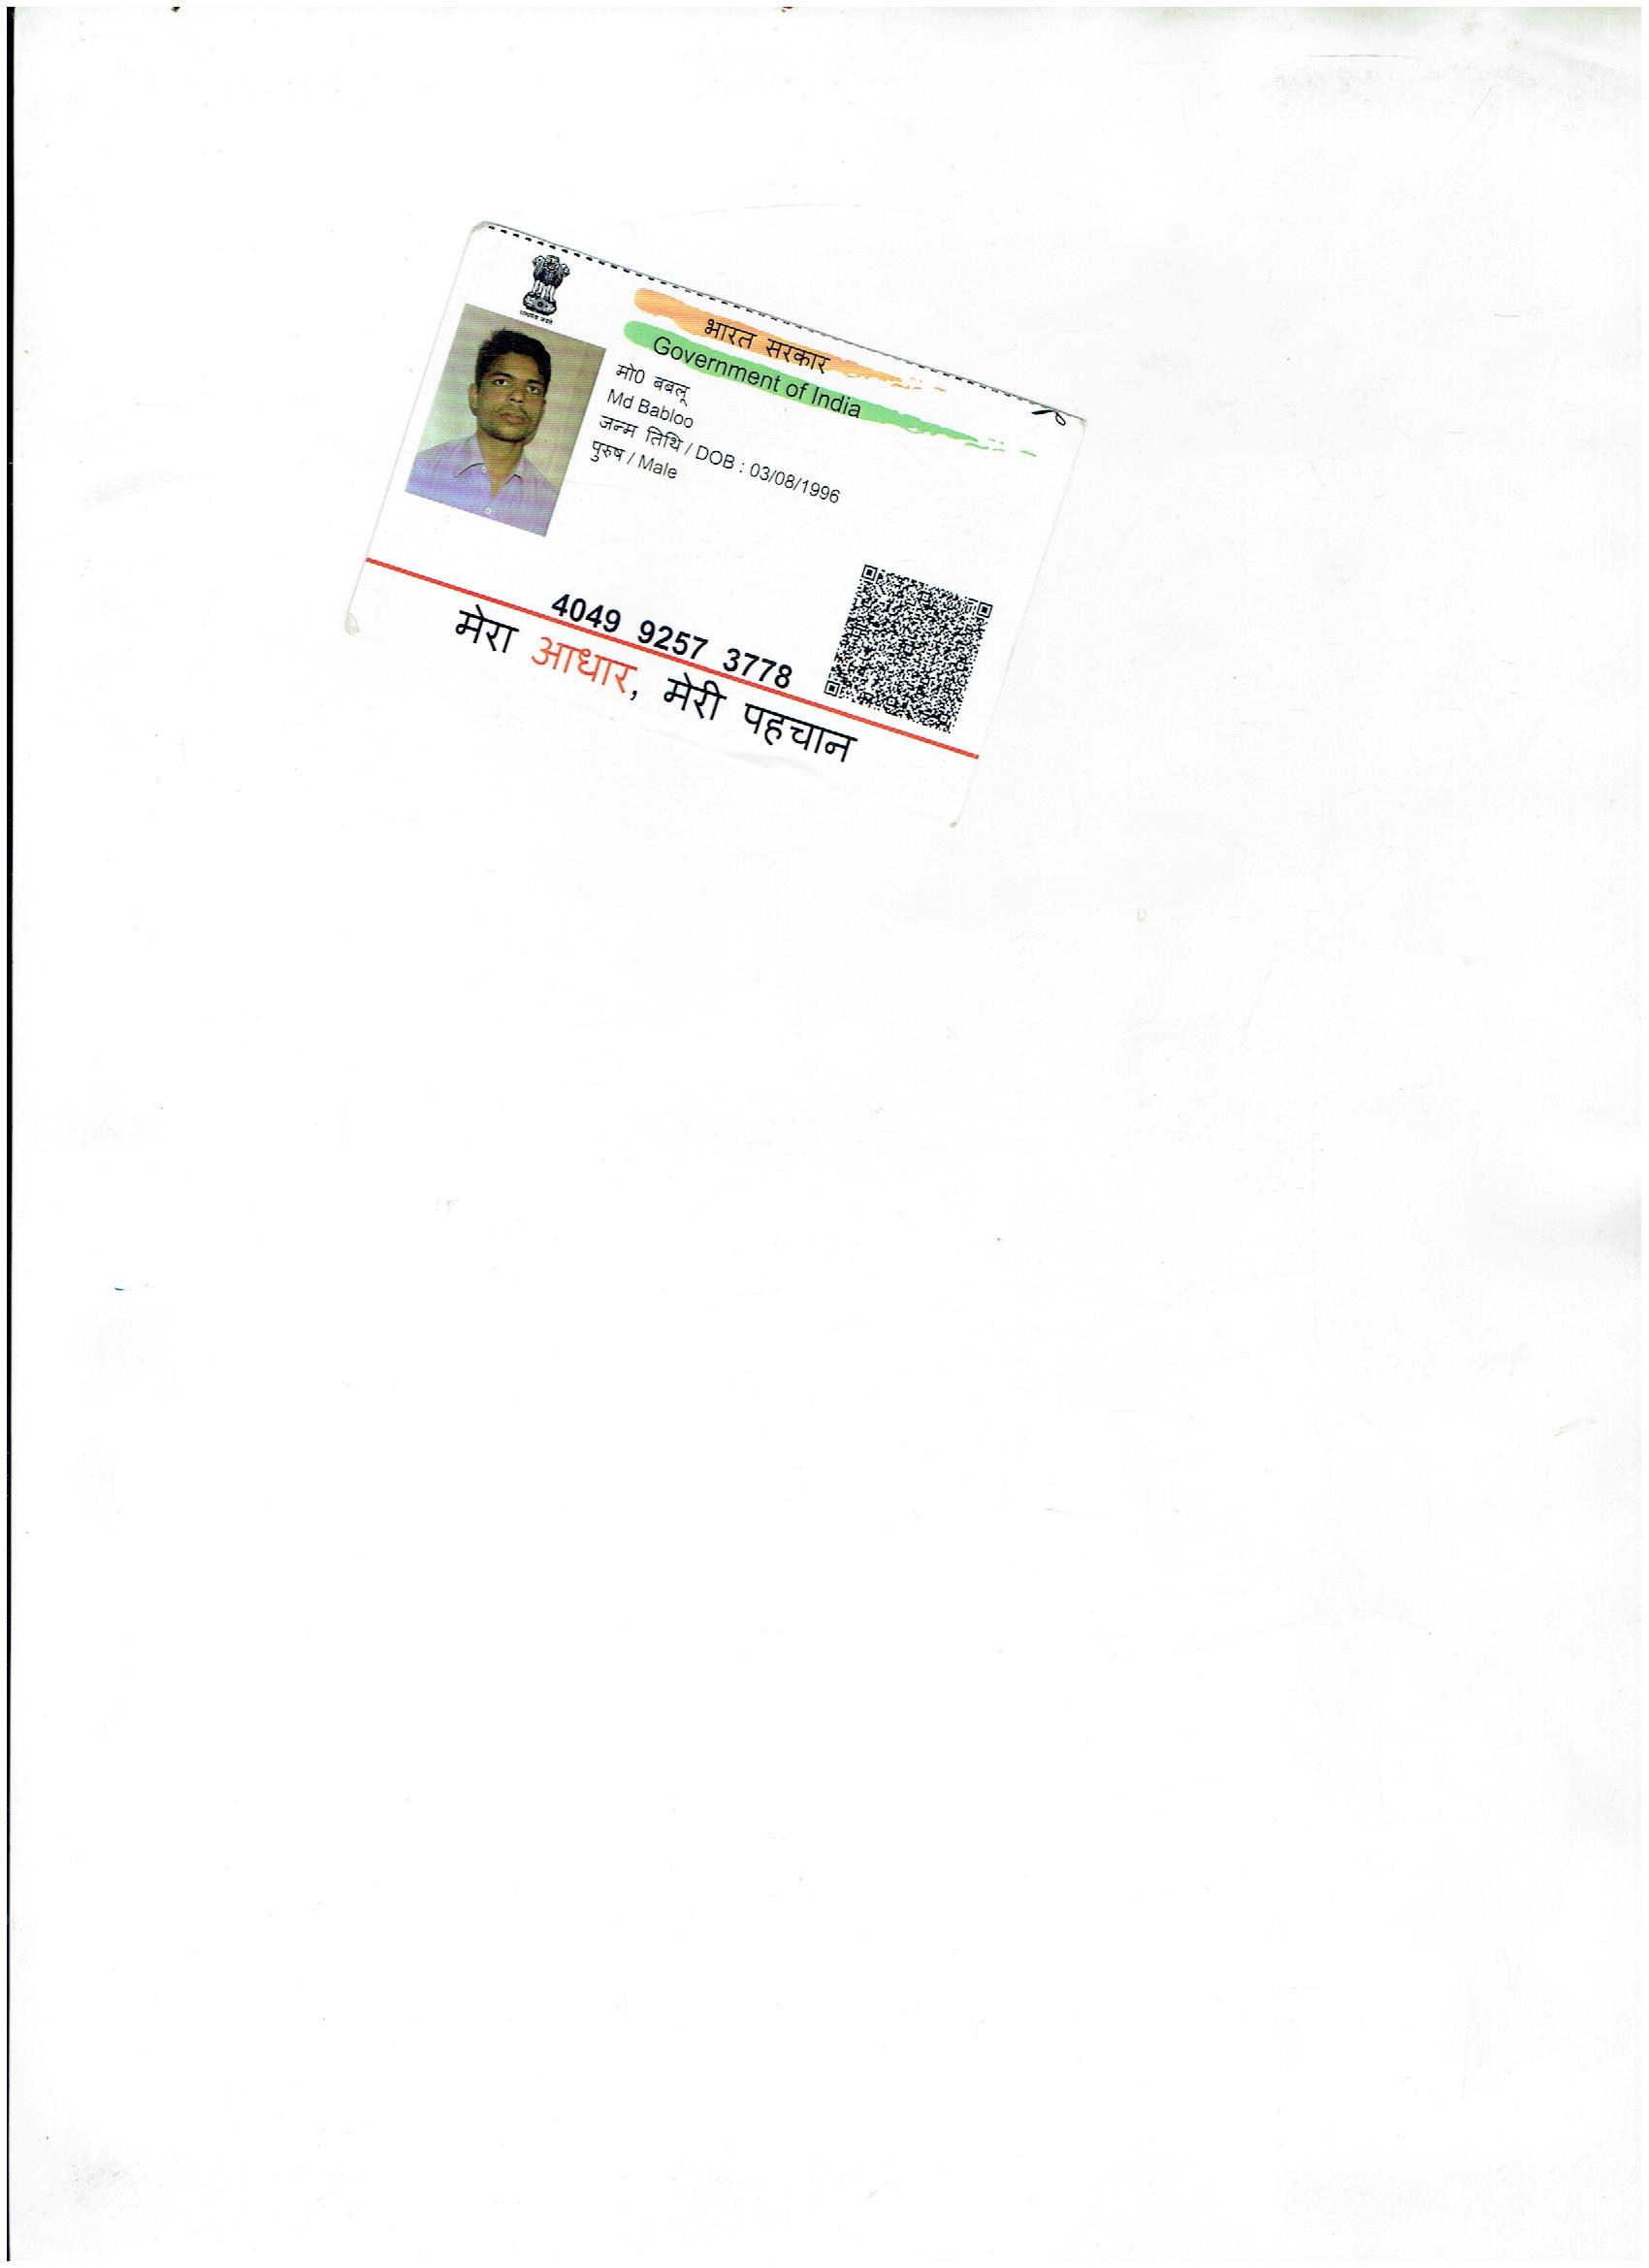 सत्यमेव जयते
भारत सरकार
Government of India
मो0 बबलू
Md Babloo
जन्म तिथि / DOB : 03/08/1996
पुरुष / Male
4049 9257 3778
मेरा आधार, मेरी पहचान